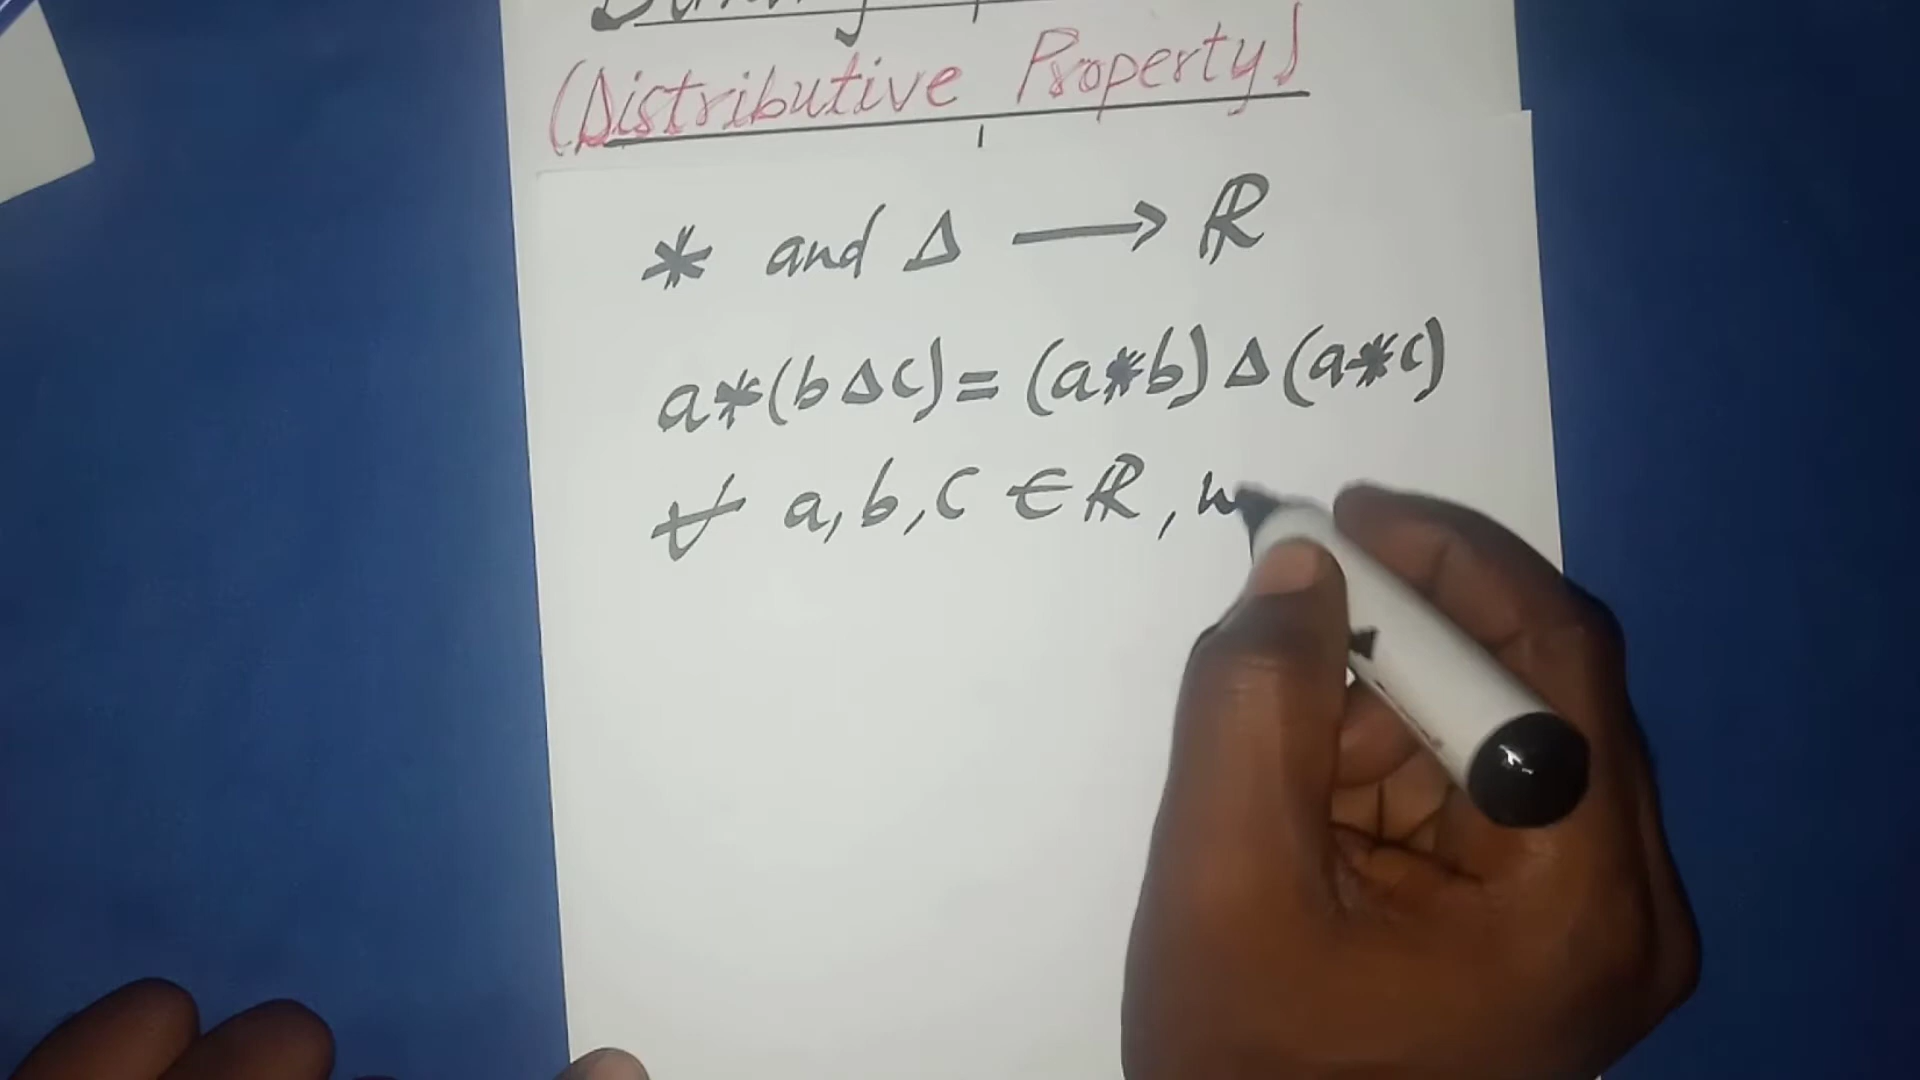 (Distributive Property)
* and Δ ⟶ ℝ
a*(bΔc)=(a*b)Δ(a*c)
∀ a,b,c ∈ ℝ,